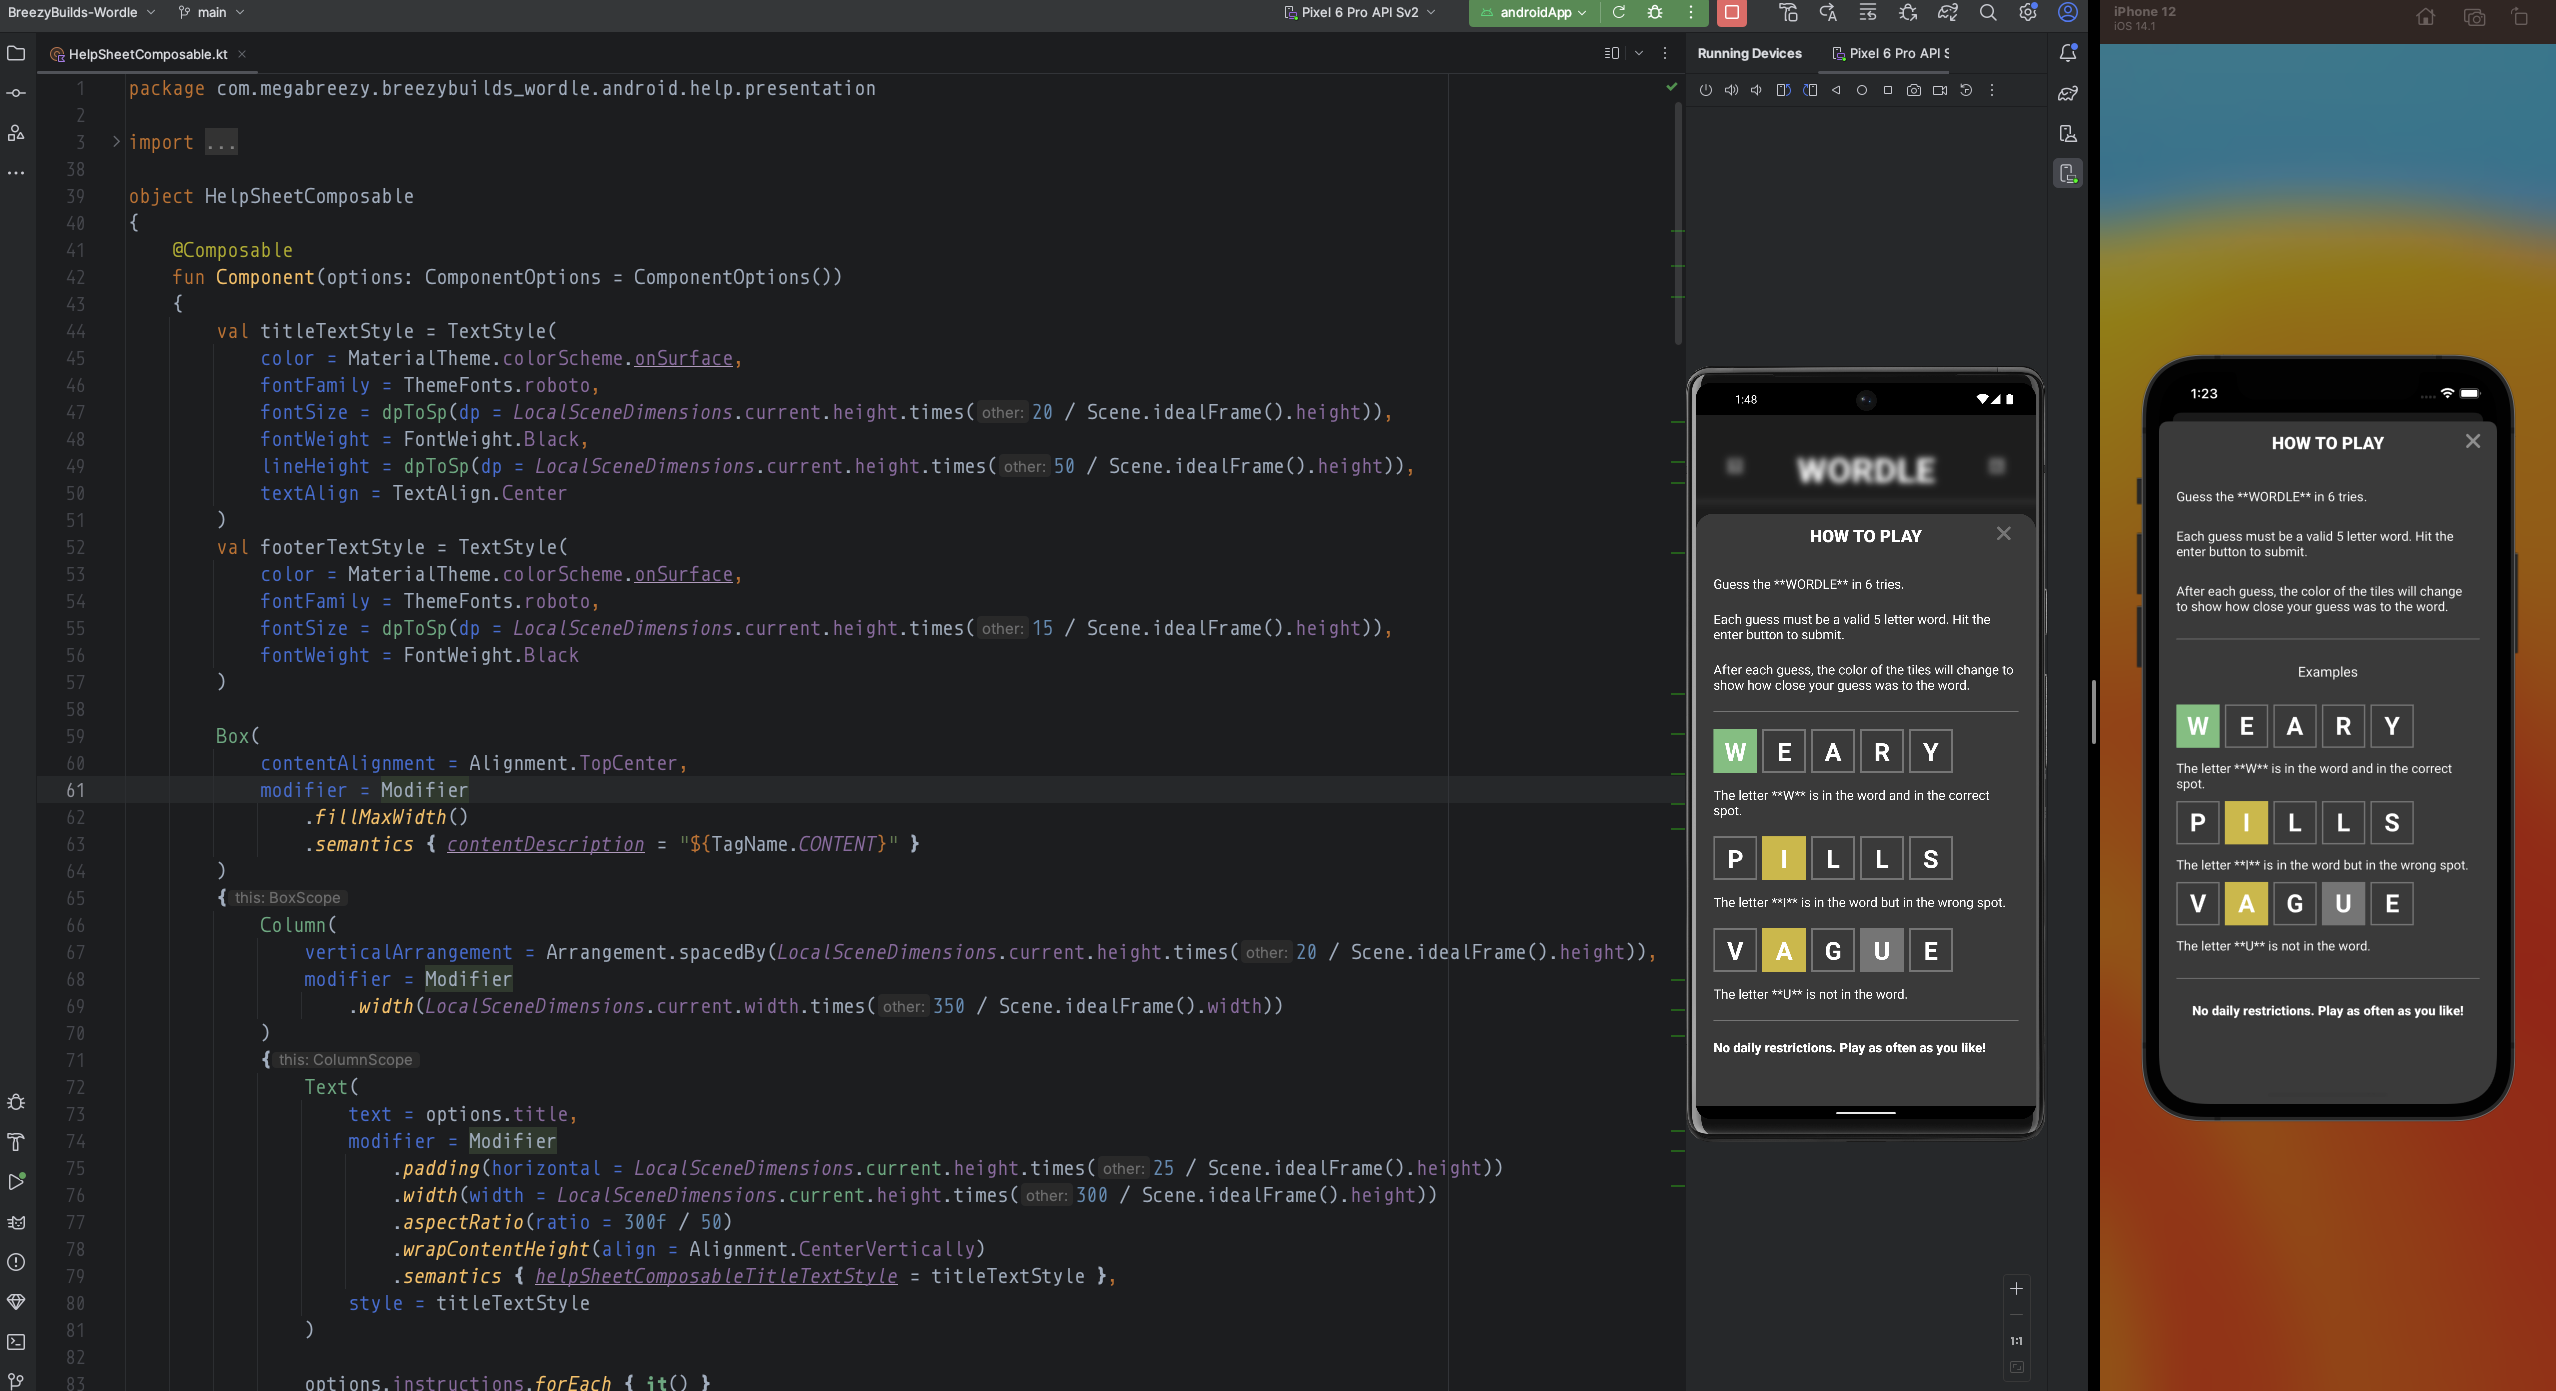 BreezyBuilds-Wordle
main
Pixel 6 Pro API Sv2
androidApp
HelpSheetComposable.kt
1 package com.megabreezy.breezybuilds_wordle.android.help.presentation
2
3 import ...
38
39 object HelpSheetComposable
40 {
41 @Composable
42 fun Component(options: ComponentOptions = ComponentOptions())
43 {
44 val titleTextStyle = TextStyle(
45 color = MaterialTheme.colorScheme.onSurface,
46 fontFamily = ThemeFonts.roboto,
47 fontSize = dpToSp(dp = LocalSceneDimensions.current.height.times( other: 20 / Scene.idealFrame().height)),
48 fontWeight = FontWeight.Black,
49 lineHeight = dpToSp(dp = LocalSceneDimensions.current.height.times( other: 50 / Scene.idealFrame().height)),
50 textAlign = TextAlign.Center
51 )
52 val footerTextStyle = TextStyle(
53 color = MaterialTheme.colorScheme.onSurface,
54 fontFamily = ThemeFonts.roboto,
55 fontSize = dpToSp(dp = LocalSceneDimensions.current.height.times( other: 15 / Scene.idealFrame().height)),
56 fontWeight = FontWeight.Black
57 )
58
59 Box(
60 contentAlignment = Alignment.TopCenter,
61 modifier = Modifier
62 .fillMaxWidth()
63 .semantics { contentDescription = "${TagName.CONTENT}" }
64 )
65 { this: BoxScope
66 Column(
67 verticalArrangement = Arrangement.spacedBy(LocalSceneDimensions.current.height.times( other: 20 / Scene.idealFrame().height)),
68 modifier = Modifier
69 .width(LocalSceneDimensions.current.width.times( other: 350 / Scene.idealFrame().width))
70 )
71 { this: ColumnScope
72 Text(
73 text = options.title,
74 modifier = Modifier
75 .padding(horizontal = LocalSceneDimensions.current.height.times( other: 25 / Scene.idealFrame().height))
76 .width(width = LocalSceneDimensions.current.height.times( other: 300 / Scene.idealFrame().height))
77 .aspectRatio(ratio = 300f / 50)
78 .wrapContentHeight(align = Alignment.CenterVertically)
79 .semantics { helpSheetComposableTitleTextStyle = titleTextStyle },
80 style = titleTextStyle
81 )
82
83 options.instructions.forEach { it() }
Running Devices
Pixel 6 Pro API S
1:48
WORDLE
HOW TO PLAY
Guess the **WORDLE** in 6 tries.
Each guess must be a valid 5 letter word. Hit the
enter button to submit.
After each guess, the color of the tiles will change to
show how close your guess was to the word.
W E A R Y
The letter **W** is in the word and in the correct
spot.
P I L L S
The letter **I** is in the word but in the wrong spot.
V A G U E
The letter **U** is not in the word.
No daily restrictions. Play as often as you like!
1:1
iPhone 12
iOS 14.1
1:23
HOW TO PLAY
Guess the **WORDLE** in 6 tries.
Each guess must be a valid 5 letter word. Hit the
enter button to submit.
After each guess, the color of the tiles will change
to show how close your guess was to the word.
Examples
W E A R Y
The letter **W** is in the word and in the correct
spot.
P I L L S
The letter **I** is in the word but in the wrong spot.
V A G U E
The letter **U** is not in the word.
No daily restrictions. Play as often as you like!